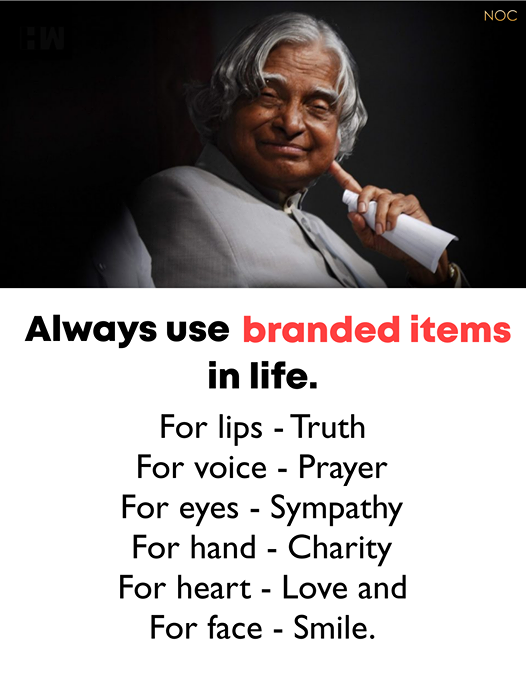 NOC
HW
Always use branded items
in life.
For lips - Truth
For voice - Prayer
For eyes - Sympathy
For hand - Charity
For heart - Love and
For face - Smile.